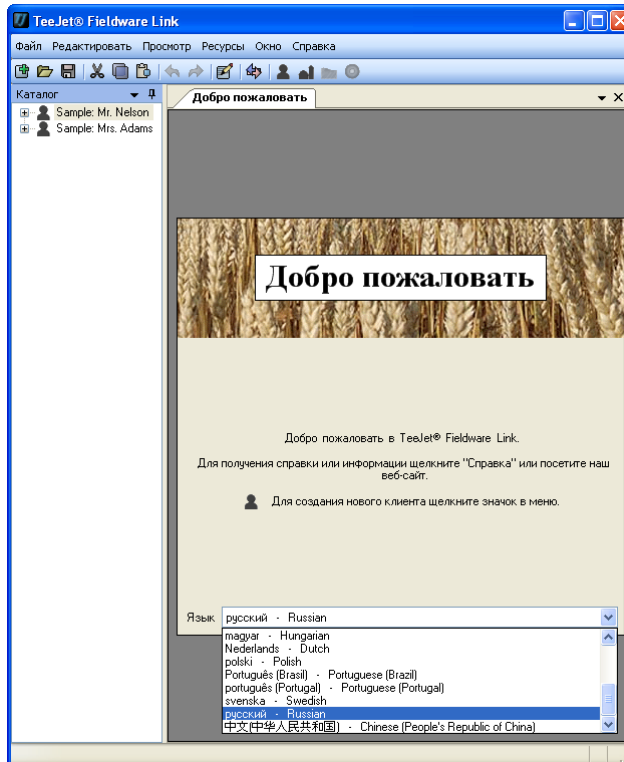 TeeJet® Fieldware Link
Файл Редактировать Просмотр Ресурсы Окно Справка
Каталог
Sample: Mr. Nelson
Sample: Mrs. Adams
Добро пожаловать
Добро пожаловать
Добро пожаловать в TeeJet® Fieldware Link.
Для получения справки или информации щелкните "Справка" или посетите наш
веб-сайт.
Для создания нового клиента щелкните значок в меню.
Язык русский - Russian
magyar - Hungarian
Nederlands - Dutch
polski - Polish
Português (Brasil) - Portuguese (Brazil)
português (Portugal) - Portuguese (Portugal)
svenska - Swedish
русский - Russian
中文(中华人民共和国) - Chinese (People's Republic of China)